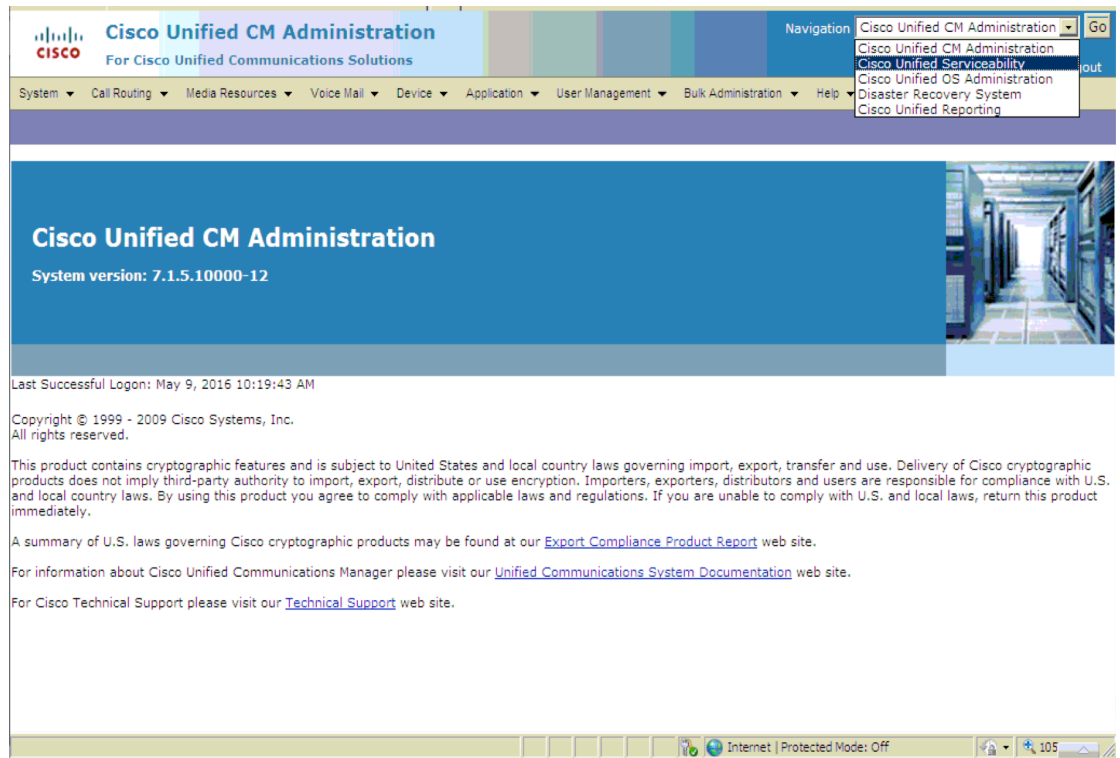 CISCO
Cisco Unified CM Administration
For Cisco Unified Communications Solutions
Navigation Cisco Unified CM Administration Go
Cisco Unified CM Administration
Cisco Unified Serviceability
Cisco Unified OS Administration
Disaster Recovery System
Cisco Unified Reporting
gout
System Call Routing Media Resources Voice Mail Device Application User Management Bulk Administration Help
Cisco Unified CM Administration
System version: 7.1.5.10000-12
Last Successful Logon: May 9, 2016 10:19:43 AM
Copyright © 1999 - 2009 Cisco Systems, Inc.
All rights reserved.
This product contains cryptographic features and is subject to United States and local country laws governing import, export, transfer and use. Delivery of Cisco cryptographic
products does not imply third-party authority to import, export, distribute or use encryption. Importers, exporters, distributors and users are responsible for compliance with U.S.
and local country laws. By using this product you agree to comply with applicable laws and regulations. If you are unable to comply with U.S. and local laws, return this product
immediately.
A summary of U.S. laws governing Cisco cryptographic products may be found at our Export Compliance Product Report web site.
For information about Cisco Unified Communications Manager please visit our Unified Communications System Documentation web site.
For Cisco Technical Support please visit our Technical Support web site.
Internet | Protected Mode: Off 105